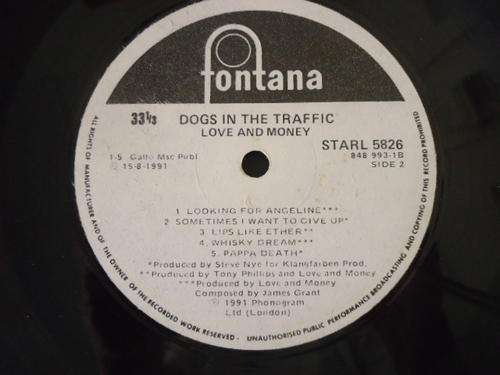 fontana
33 1/3
DOGS IN THE TRAFFIC
LOVE AND MONEY
STARL 5826
848 993-1B
SIDE 2
1-5 Gallo Msc Publ
℗ 15-8-1991
1 LOOKING FOR ANGELINE***
2 SOMETIMES I WANT TO GIVE UP*
3 LIPS LIKE ETHER**
4 WHISKY DREAM***
5 PAPPA DEATH*
*Produced by Steve Nye for Klangfarben Prod.
**Produced by Tony Phillips and Love and Money
***Produced by Love and Money
Composed by James Grant
℗ 1991 Phonogram
Ltd (London)
ALL RIGHTS OF MANUFACTURER AND OF THE OWNER OF THE RECORDED WORK RESERVED - UNAUTHORISED PUBLIC PERFORMANCE BROADCASTING AND COPYING OF THIS RECORD PROHIBITED